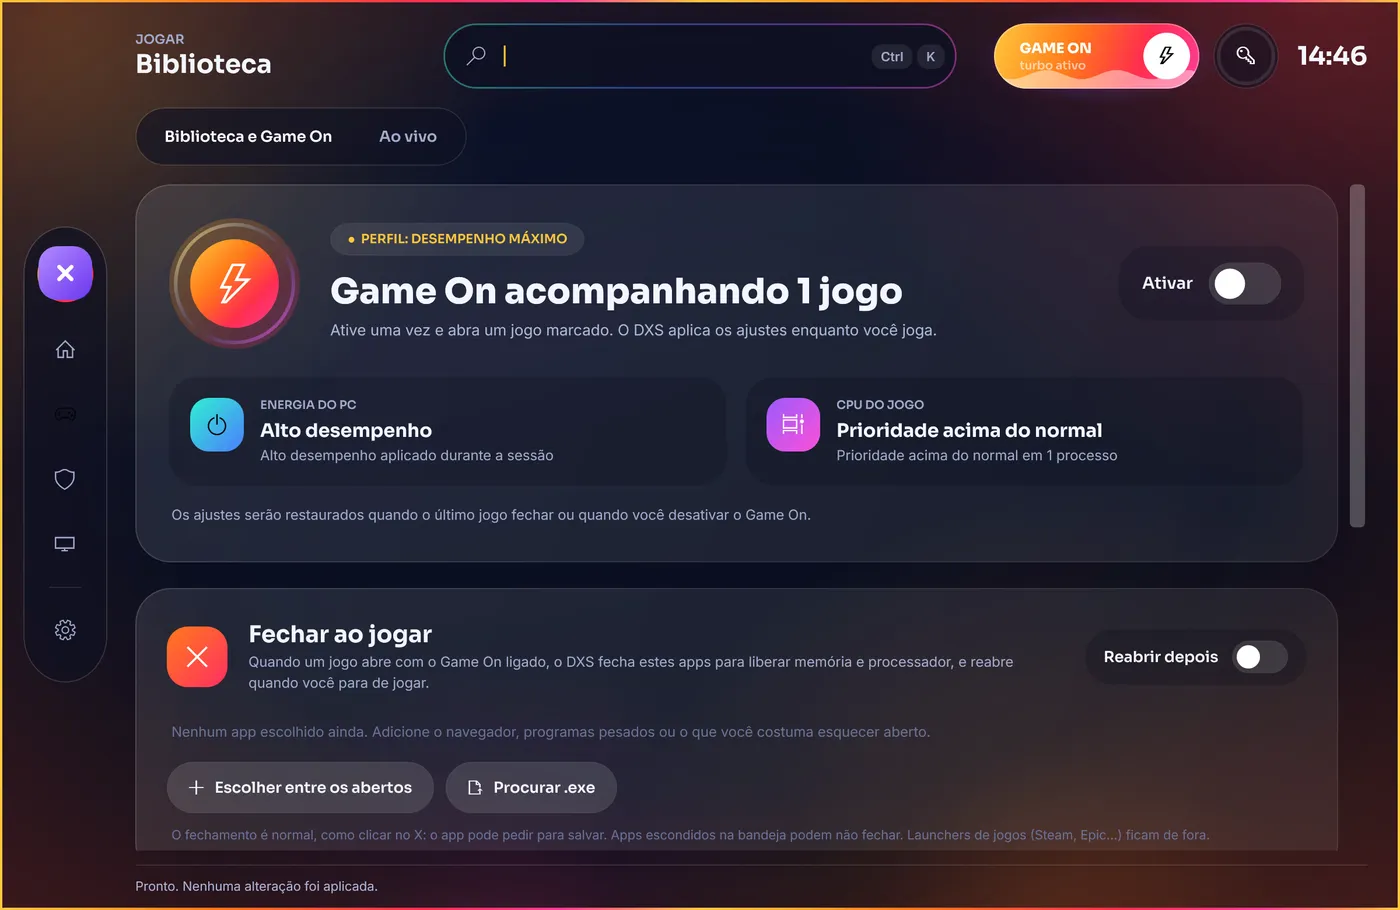 JOGAR
Biblioteca
Ctrl K
GAME ON
turbo ativo
14:46
Biblioteca e Game On
Ao vivo
PERFIL: DESEMPENHO MÁXIMO
Game On acompanhando 1 jogo
Ative uma vez e abra um jogo marcado. O DXS aplica os ajustes enquanto você joga.
Ativar
ENERGIA DO PC
Alto desempenho
Alto desempenho aplicado durante a sessão
CPU DO JOGO
Prioridade acima do normal
Prioridade acima do normal em 1 processo
Os ajustes serão restaurados quando o último jogo fechar ou quando você desativar o Game On.
Fechar ao jogar
Quando um jogo abre com o Game On ligado, o DXS fecha estes apps para liberar memória e processador, e reabre
quando você para de jogar.
Reabrir depois
Nenhum app escolhido ainda. Adicione o navegador, programas pesados ou o que você costuma esquecer aberto.
Escolher entre os abertos
Procurar .exe
O fechamento é normal, como clicar no X: o app pode pedir para salvar. Apps escondidos na bandeja podem não fechar. Launchers de jogos (Steam, Epic...) ficam de fora.
Pronto. Nenhuma alteração foi aplicada.